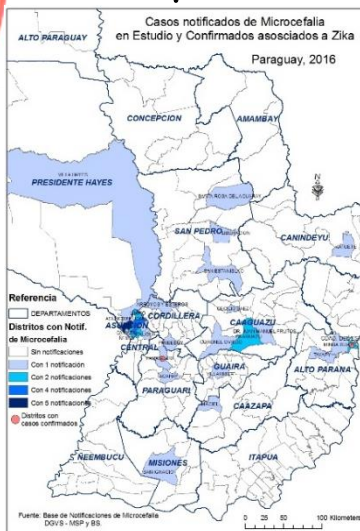 Casos notificados de Microcefalia
en Estudio y Confirmados asosciados a Zika
Paraguay, 2016
ALTO PARAGUAY
CONCEPCION
AMAMBAY
PRESIDENTE HAYES
SAN PEDRO
CANINDEYU
CORDILLERA
ASUNCION
CENTRAL
CAAGUAZU
GUAIRA
ALTO PARANA
PARAGUARI
CAAZAPA
ÑEEMBUCU
MISIONES
ITAPUA
N
Referencia
DEPARTAMENTOS
Distritos con Notif.
de Microcefalia
Sin notificaciones
Con 1 notificación
Con 2 notificaciones
Con 4 notificaciones
Con 5 notificaciones
Distritos con
casos confirmados
Fuente: Base de Notificaciones de Microcefalia
DGVS - MSP y BS.
0 25 50 100 Kilometers